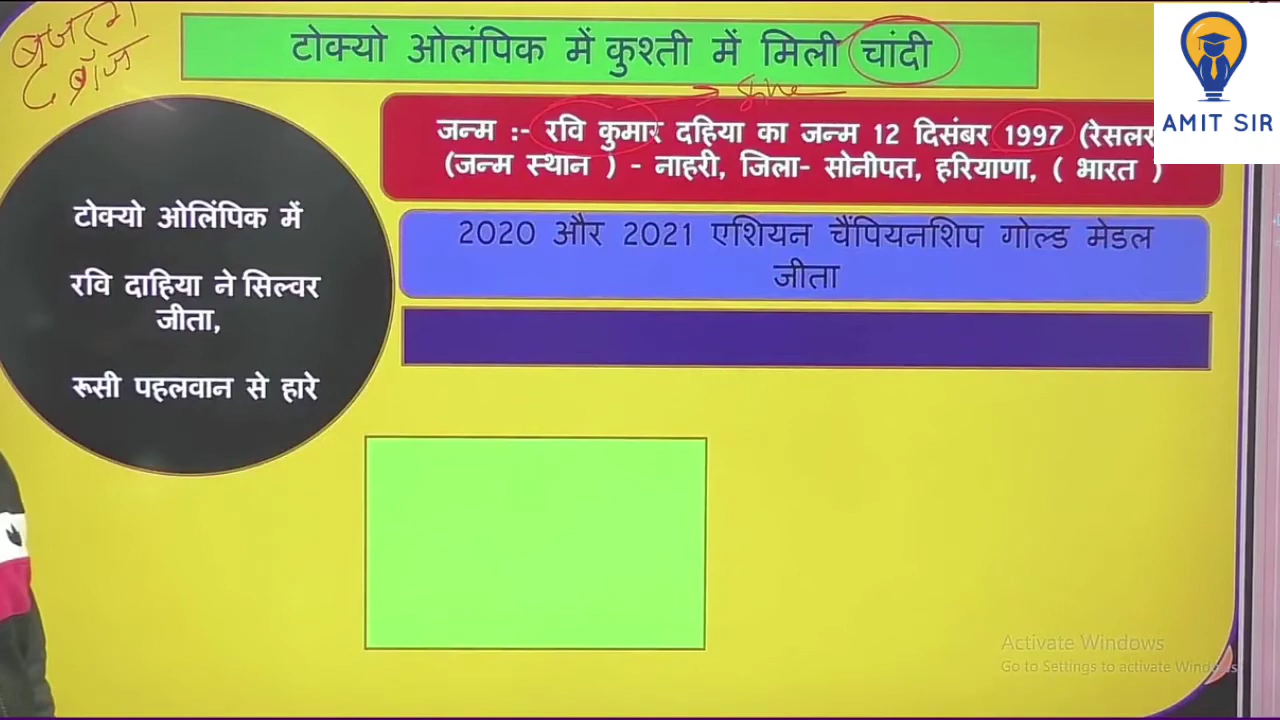 बजरंग
ब्रॉंज
टोक्यो ओलंपिक में कुश्ती में मिली चांदी
AMIT SIR
जन्म :- रवि कुमार दहिया का जन्म 12 दिसंबर 1997 (रेसलर
(जन्म स्थान ) - नाहरी, जिला- सोनीपत, हरियाणा, ( भारत )
टोक्यो ओलिंपिक में
रवि दाहिया ने सिल्वर
जीता,
रूसी पहलवान से हारे
2020 और 2021 एशियन चैंपियनशिप गोल्ड मेडल
जीता
Activate Windows
Go to Settings to activate Windows